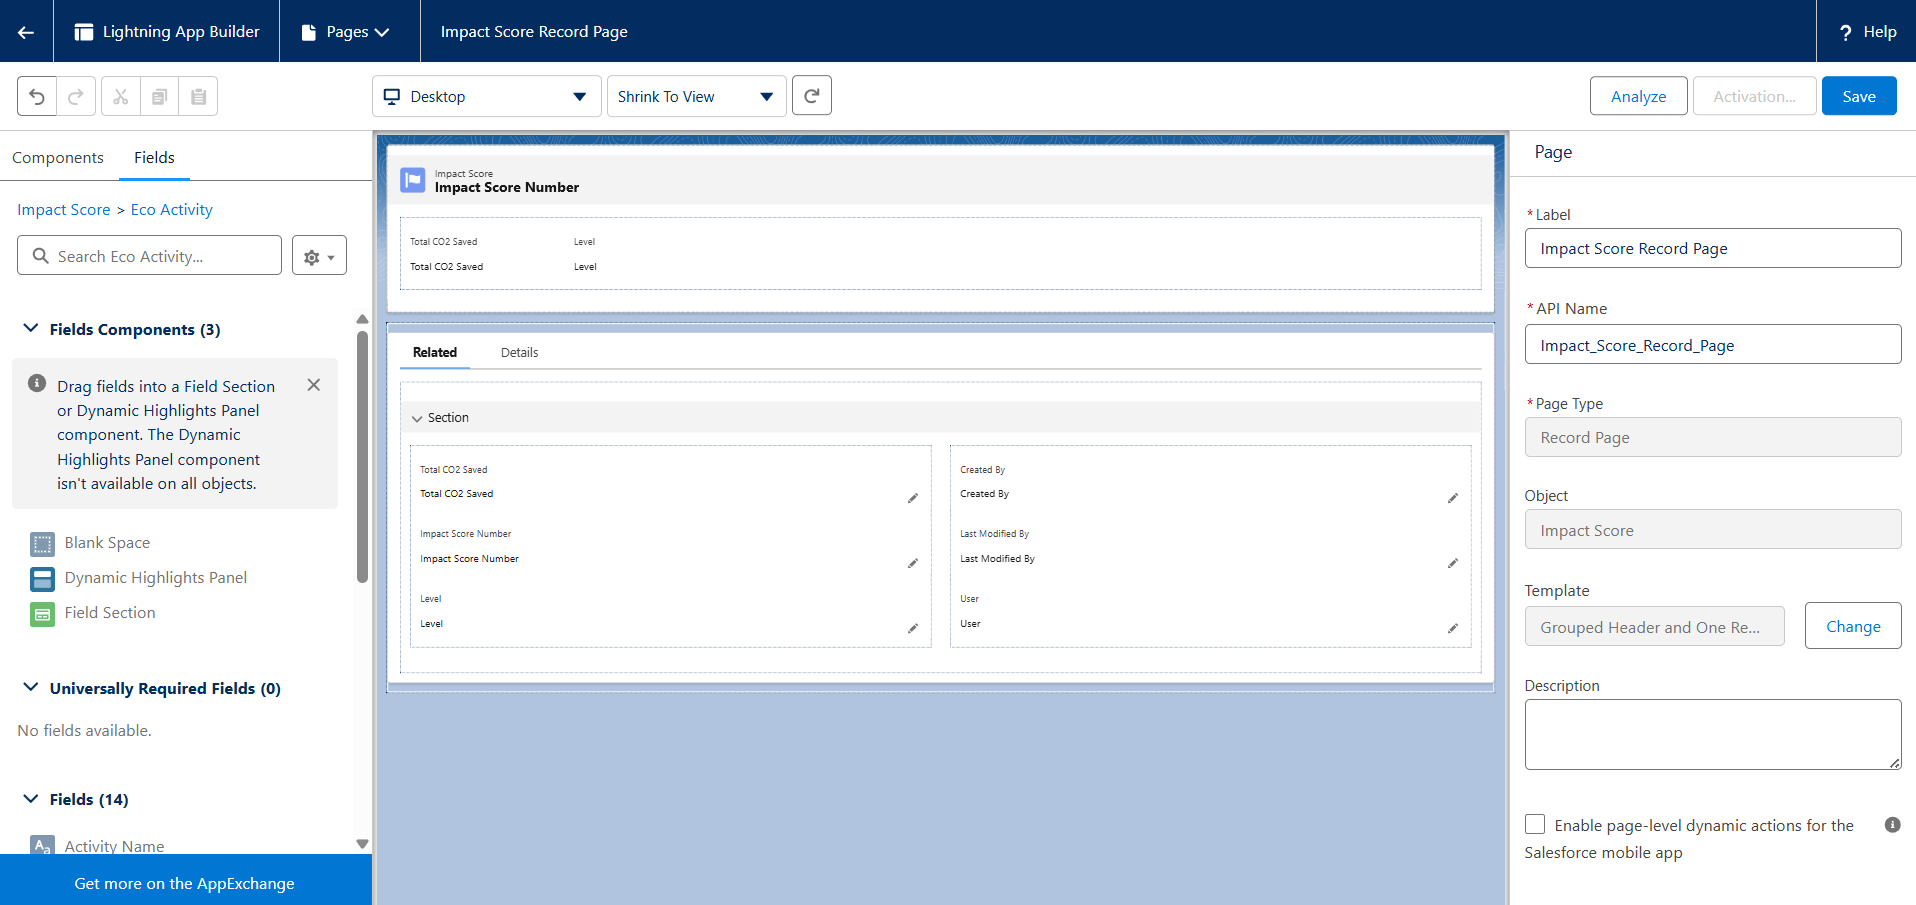 Lightning App Builder
Pages
Impact Score Record Page
? Help
Desktop
Shrink To View
Analyze
Activation...
Save
Components
Fields
Impact Score > Eco Activity
Search Eco Activity...
Fields Components (3)
Drag fields into a Field Section
or Dynamic Highlights Panel
component. The Dynamic
Highlights Panel component
isn't available on all objects.
Blank Space
Dynamic Highlights Panel
Field Section
Universally Required Fields (0)
No fields available.
Fields (14)
Aa Activity Name
Get more on the AppExchange
Impact Score
Impact Score Number
Total CO2 Saved
Level
Total CO2 Saved
Level
Related
Details
Section
Total CO2 Saved
Total CO2 Saved
Impact Score Number
Impact Score Number
Level
Level
Created By
Created By
Last Modified By
Last Modified By
User
User
Page
*Label
Impact Score Record Page
*API Name
Impact_Score_Record_Page
*Page Type
Record Page
Object
Impact Score
Template
Grouped Header and One Re...
Change
Description
Enable page-level dynamic actions for the
Salesforce mobile app